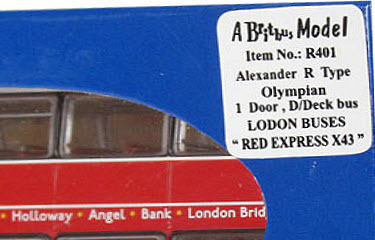 A Britbus Model
Item No.: R401
Alexander R Type
Olympian
1 Door , D/Deck bus
LODON BUSES
“ RED EXPRESS X43 ”
• Holloway • Angel • Bank • London Brid